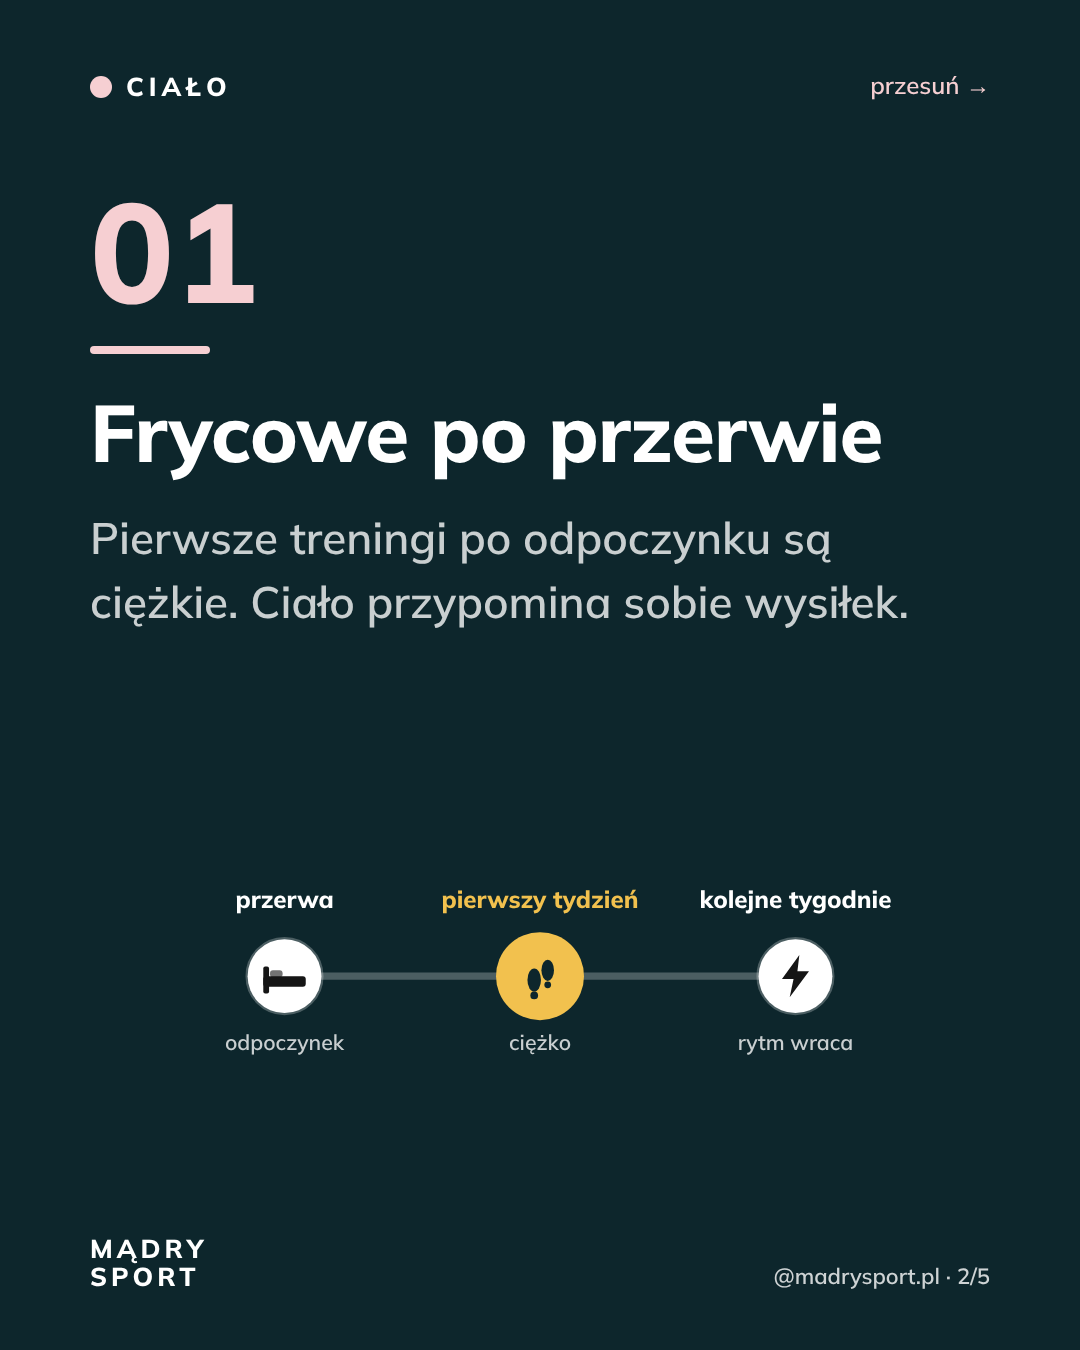 CIAŁO
przesuń →
01
Frycowe po przerwie
Pierwsze treningi po odpoczynku są
ciężkie. Ciało przypomina sobie wysiłek.
przerwa
pierwszy tydzień
kolejne tygodnie
odpoczynek
ciężko
rytm wraca
MĄDRY
SPORT
@madrysport.pl · 2/5